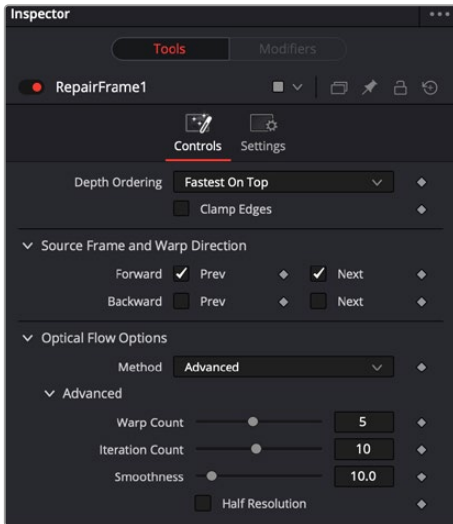 Inspector
Tools Modifiers
RepairFrame1
Controls Settings
Depth Ordering Fastest On Top
Clamp Edges
Source Frame and Warp Direction
Forward Prev Next
Backward Prev Next
Optical Flow Options
Method Advanced
Advanced
Warp Count 5
Iteration Count 10
Smoothness 10.0
Half Resolution